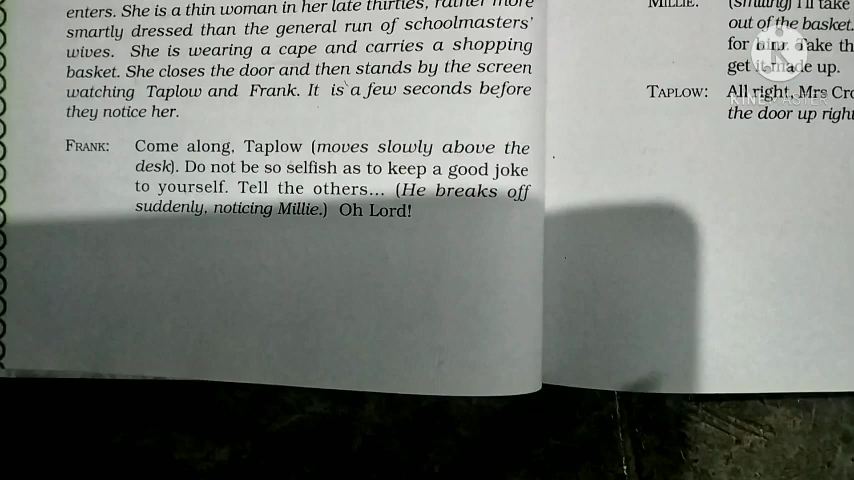 enters. She is a thin woman in her late thirties, rather more
smartly dressed than the general run of schoolmasters'
wives. She is wearing a cape and carries a shopping
basket. She closes the door and then stands by the screen
watching Taplow and Frank. It is a few seconds before
they notice her.
FRANK: Come along, Taplow (moves slowly above the
desk). Do not be so selfish as to keep a good joke
to yourself. Tell the others... (He breaks off
suddenly, noticing Millie.) Oh Lord!
MILLIE: (smiling) I'll take
out of the basket.
for him. Take th
get it made up.
TAPLOW: All right, Mrs Cro
the door up right
KINEMASTER